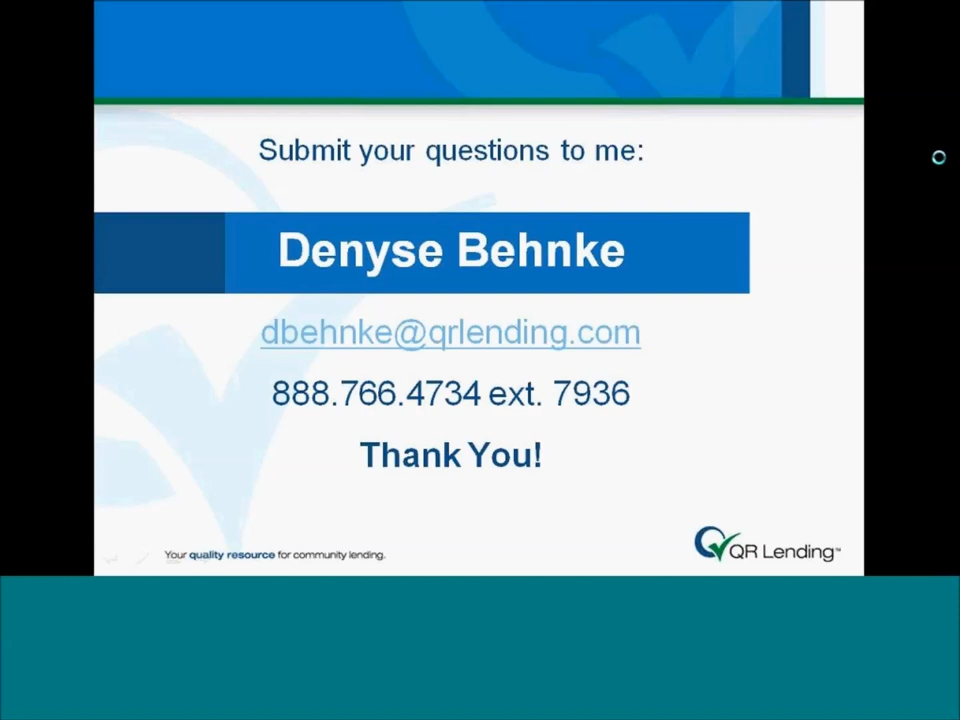 Submit your questions to me:
Denyse Behnke
dbehnke@qrlending.com
888.766.4734 ext. 7936
Thank You!
Your quality resource for community lending.
QR Lending™